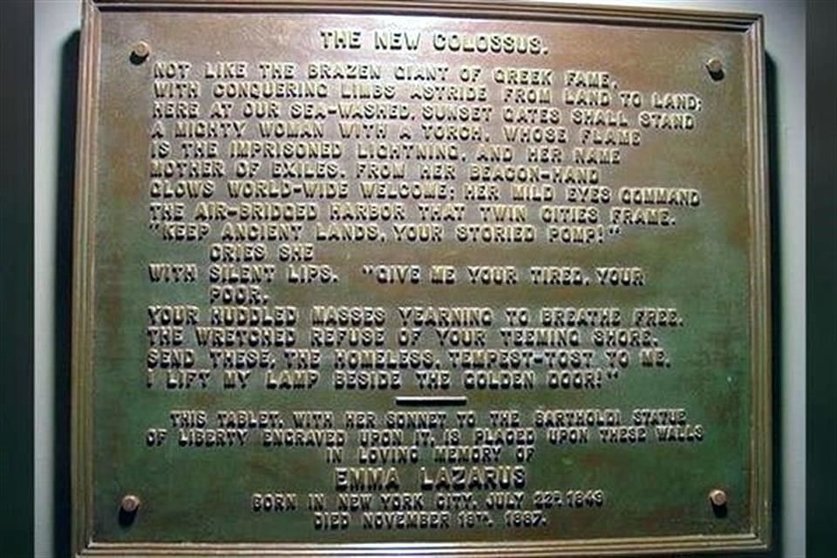 THE NEW COLOSSUS.
NOT LIKE THE BRAZEN GIANT OF GREEK FAME,
WITH CONQUERING LIMBS ASTRIDE FROM LAND TO LAND;
HERE AT OUR SEA-WASHED, SUNSET GATES SHALL STAND
A MIGHTY WOMAN WITH A TORCH, WHOSE FLAME
IS THE IMPRISONED LIGHTNING, AND HER NAME
MOTHER OF EXILES. FROM HER BEACON-HAND
GLOWS WORLD-WIDE WELCOME; HER MILD EYES COMMAND
THE AIR-BRIDGED HARBOR THAT TWIN CITIES FRAME.
"KEEP ANCIENT LANDS, YOUR STORIED POMP!"
CRIES SHE
WITH SILENT LIPS. "GIVE ME YOUR TIRED, YOUR
POOR,
YOUR HUDDLED MASSES YEARNING TO BREATHE FREE,
THE WRETCHED REFUSE OF YOUR TEEMING SHORE.
SEND THESE, THE HOMELESS, TEMPEST-TOST TO ME.
I LIFT MY LAMP BESIDE THE GOLDEN DOOR!"
THIS TABLET, WITH HER SONNET TO THE BARTHOLDI STATUE
OF LIBERTY ENGRAVED UPON IT, IS PLACED UPON THESE WALLS
IN LOVING MEMORY OF
EMMA LAZARUS
BORN IN NEW YORK CITY, JULY 22D. 1849
DIED NOVEMBER 19TH. 1887.